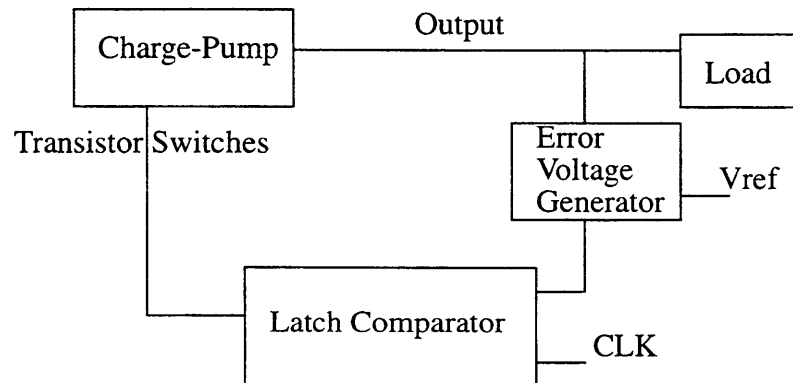 Output
Charge-Pump
Load
Transistor Switches
Error
Voltage
Generator
Vref
Latch Comparator
CLK